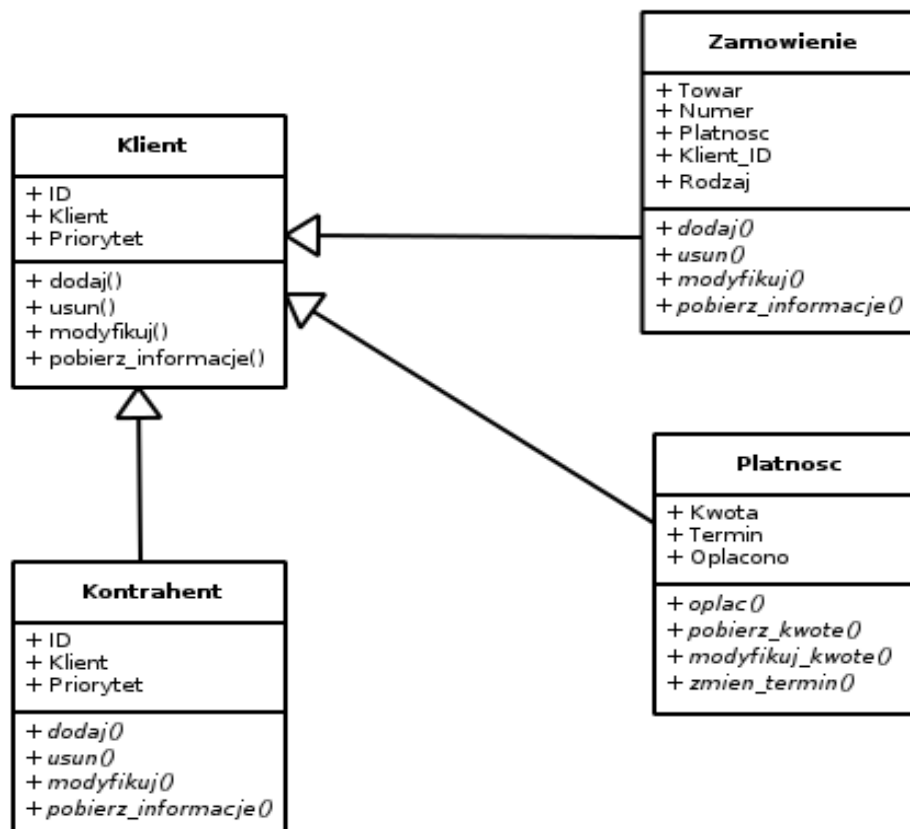 Klient
+ ID
+ Klient
+ Priorytet
+ dodaj()
+ usun()
+ modyfikuj()
+ pobierz_informacje()
Zamowienie
+ Towar
+ Numer
+ Platnosc
+ Klient_ID
+ Rodzaj
+ dodaj()
+ usun()
+ modyfikuj()
+ pobierz_informacje()
Kontrahent
+ ID
+ Klient
+ Priorytet
+ dodaj()
+ usun()
+ modyfikuj()
+ pobierz_informacje()
Platnosc
+ Kwota
+ Termin
+ Oplacono
+ oplac()
+ pobierz_kwote()
+ modyfikuj_kwote()
+ zmien_termin()